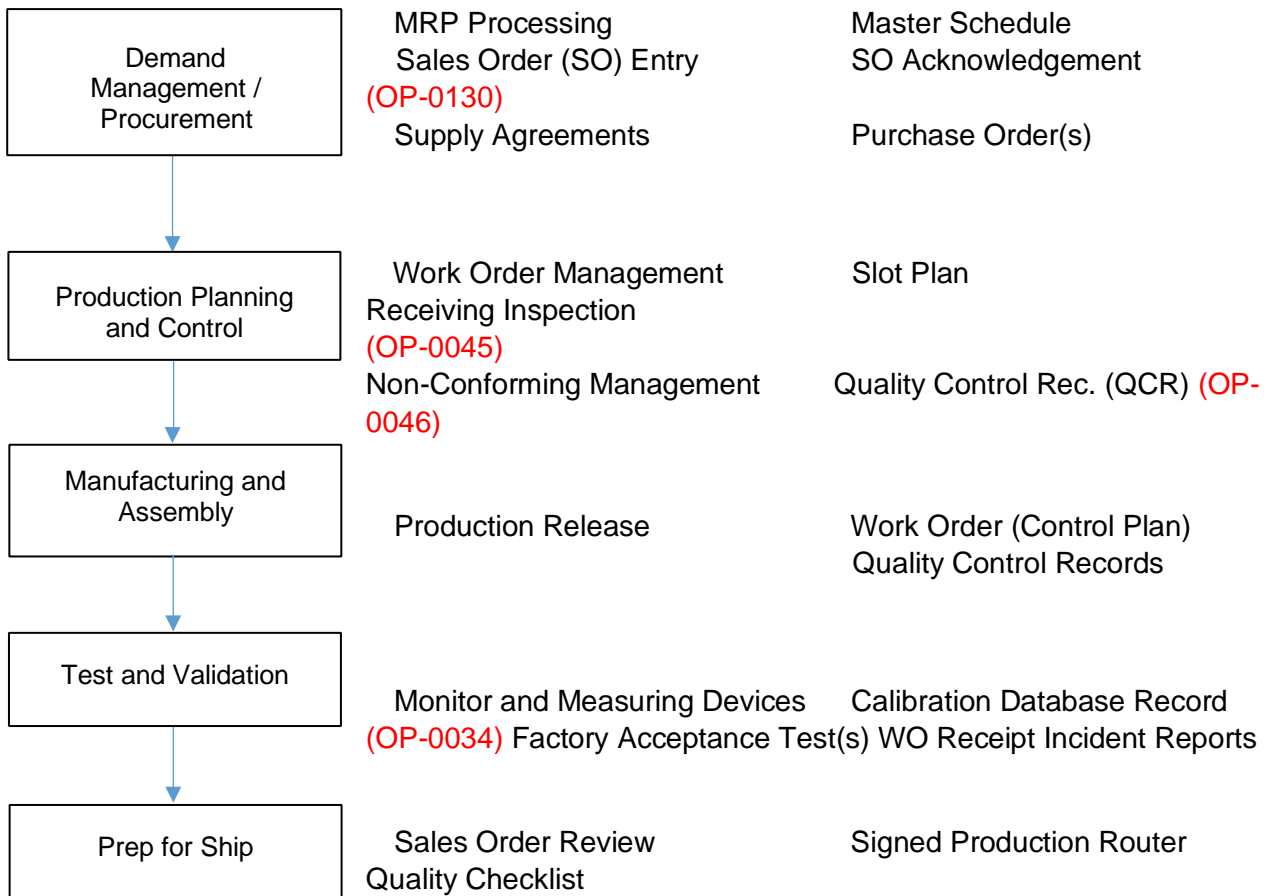 Demand
Management /
Procurement
MRP Processing Master Schedule
Sales Order (SO) Entry SO Acknowledgement
(OP-0130)
Supply Agreements Purchase Order(s)
Production Planning
and Control
Work Order Management Slot Plan
Receiving Inspection
(OP-0045)
Non-Conforming Management Quality Control Rec. (QCR) (OP-
0046)
Manufacturing and
Assembly
Production Release Work Order (Control Plan)
Quality Control Records
Test and Validation
Monitor and Measuring Devices Calibration Database Record
(OP-0034) Factory Acceptance Test(s) WO Receipt Incident Reports
Prep for Ship
Sales Order Review Signed Production Router
Quality Checklist